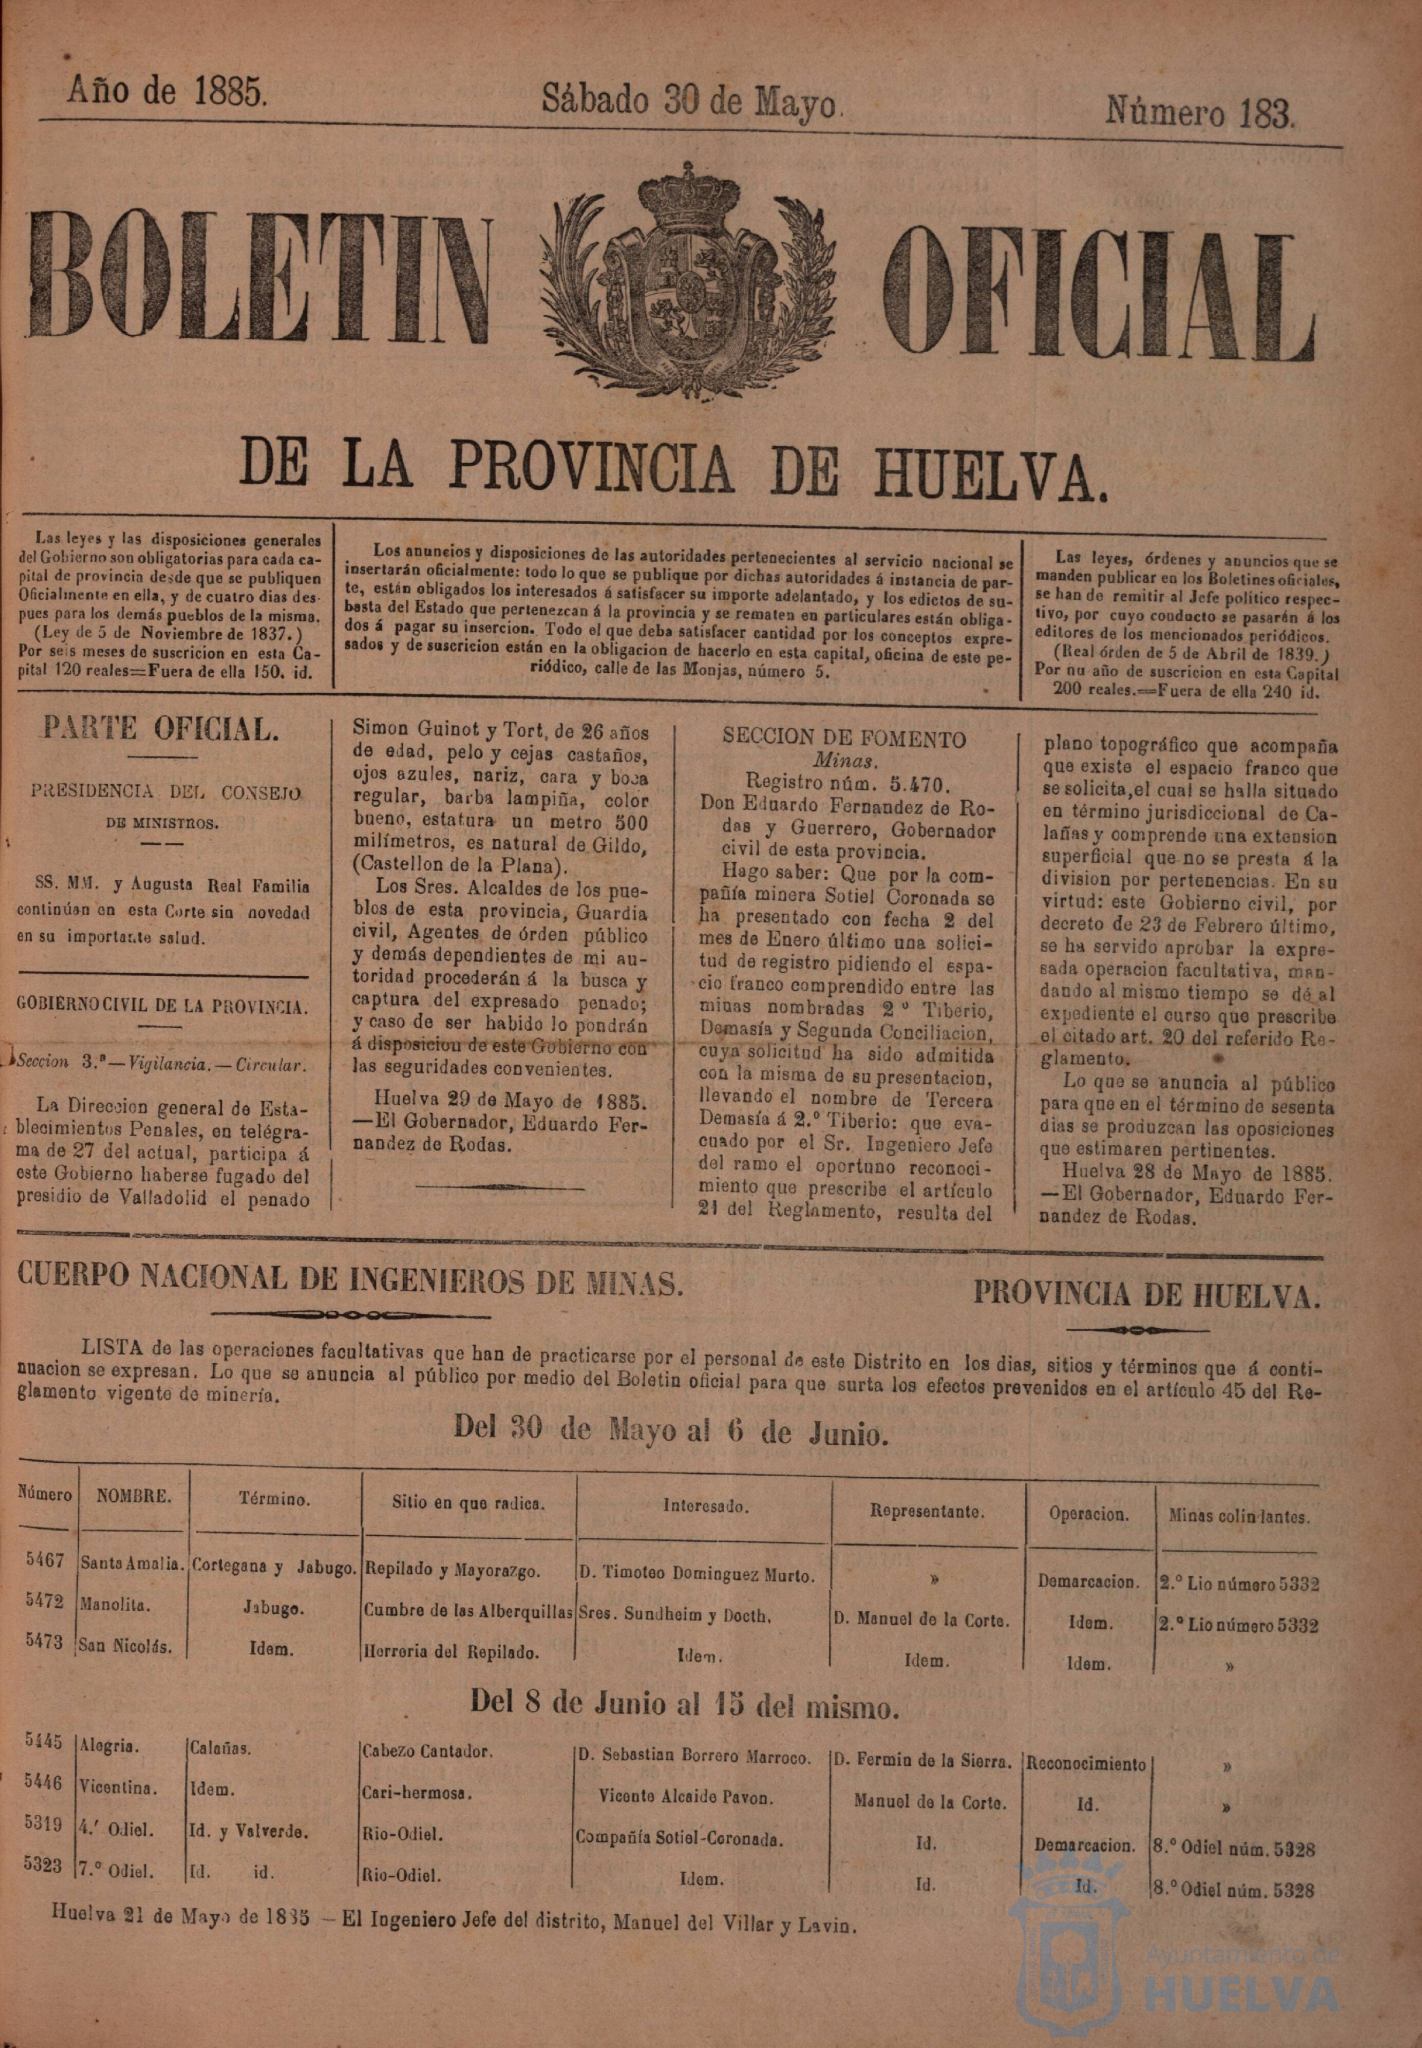 Año de 1885.
Sábado 30 de Mayo.
Número 183.
BOLETIN OFICIAL
DE LA PROVINCIA DE HUELVA.
Las leyes y las disposiciones generales
del Gobierno son obligatorias para cada ca-
pital de provincia desde que se publiquen
Oficialmente en ella, y de cuatro dias des-
pues para los demás pueblos de la misma.
(Ley de 5 de Noviembre de 1837.)
Por seis meses de suscricion en esta Ca-
pital 120 reales=Fuera de ella 150. id.
Los anuncios y disposiciones de las autoridades pertenecientes al servicio nacional se
insertarán oficialmente: todo lo que se publique por dichas autoridades á instancia de par-
te, están obligados los interesados á satisfacer su importe adelantado, y los edictos de su-
basta del Estado que pertenezcan á la provincia y se rematen en particulares están obliga-
dos á pagar su insercion. Todo el que deba satisfacer cantidad por los conceptos expre-
sados y de suscricion están en la obligacion de hacerlo en esta capital, oficina de este pe-
riódico, calle de las Monjas, número 5.
Las leyes, órdenes y anuncios que se
manden publicar en los Boletines oficiales,
se han de remitir al Jefe político respec-
tivo, por cuyo conducto se pasarán á los
editores de los mencionados periódicos.
(Real órden de 5 de Abril de 1839.)
Por nu año de suscricion en esta Capital
200 reales.=Fuera de ella 240 id.
PARTE OFICIAL.
PRESIDENCIA DEL CONSEJO
DE MINISTROS.
SS. MM. y Augusta Real Familia
continúan en esta Corte sin novedad
en su importante salud.
GOBIERNO CIVIL DE LA PROVINCIA.
Seccion 3.ª—Vigilancia.—Circular.
La Direccion general de Esta-
blecimientos Penales, en telégra-
ma de 27 del actual, participa á
este Gobierno haberse fugado del
presidio de Valladolid el penado
Simon Guinot y Tort, de 26 años
de edad, pelo y cejas castaños,
ojos azules, nariz, cara y boca
regular, barba lampiña, color
bueno, estatura un metro 500
milímetros, es natural de Gildo,
(Castellon de la Plana).
Los Sres. Alcaldes de los pue-
blos de esta provincia, Guardia
civil, Agentes de órden público
y demás dependientes de mi au-
toridad procederán á la busca y
captura del expresado penado;
y caso de ser habido lo pondrán
á disposicion de este Gobierno con
las seguridades convenientes.
Huelva 29 de Mayo de 1885.
—El Gobernador, Eduardo Fer-
nandez de Rodas.
SECCION DE FOMENTO
Minas.
Registro núm. 5.470.
Don Eduardo Fernandez de Ro-
das y Guerrero, Gobernador
civil de esta provincia.
Hago saber: Que por la com-
pañía minera Sotiel Coronada se
ha presentado con fecha 2 del
mes de Enero último una solici-
tud de registro pidiendo el espa-
cio franco comprendido entre las
minas nombradas 2º Tiberio,
Demasía y Segunda Conciliacion,
cuya solicitud ha sido admitida
con la misma de su presentacion,
llevando el nombre de Tercera
Demasía á 2.º Tiberio: que eva-
cuado por el Sr. Ingeniero Jefe
del ramo el oportuno reconoci-
miento que prescribe el artículo
21 del Reglamento, resulta del
plano topográfico que acompaña
que existe el espacio franco que
se solicita,el cual se halla situado
en término jurisdiccional de Ca-
lañas y comprende una extension
superficial que no se presta á la
division por pertenencias. En su
virtud: este Gobierno civil, por
decreto de 23 de Febrero último,
se ha servido aprobar la expre-
sada operacion facultativa, man-
dando al mismo tiempo se dé al
expediente el curso que prescribe
el citado art. 20 del referido Re-
glamento.
Lo que se anuncia al público
para que en el término de sesenta
dias se produzcan las oposiciones
que estimaren pertinentes.
Huelva 28 de Mayo de 1885.
—El Gobernador, Eduardo Fer-
nandez de Rodas.
CUERPO NACIONAL DE INGENIEROS DE MINAS.
PROVINCIA DE HUELVA.
LISTA de las operaciones facultativas que han de practicarse por el personal de este Distrito en los dias, sitios y términos que á conti-
nuacion se expresan. Lo que se anuncia al público por medio del Boletin oficial para que surta los efectos prevenidos en el artículo 45 del Re-
glamento vigente de minería.
Del 30 de Mayo al 6 de Junio.
Número NOMBRE. Término. Sitio en que radica. Interesado. Representante. Operacion. Minas colindantes.
5467 Santa Amalia. Cortegana y Jabugo. Repilado y Mayorazgo. D. Timoteo Dominguez Murto. » Demarcacion. 2.º Lio número 5332
5472 Manolita. Jabugo. Cumbre de las Alberquillas Sres. Sundheim y Docth. D. Manuel de la Corte. Idem. 2.º Lio número 5332
5473 San Nicolás. Idem. Herreria del Repilado. Idem. Idem. Idem. »
Del 8 de Junio al 15 del mismo.
5445 Alegria. Calañas. Cabezo Cantador. D. Sebastian Borrero Marroco. D. Fermin de la Sierra. Reconocimiento »
5446 Vicentina. Idem. Cari-hermosa. Vicente Alcaide Pavon. Manuel de la Corte. Id. »
5319 4.º Odiel. Id. y Valverde. Rio-Odiel. Compañía Sotiel-Coronada. Id. Demarcacion. 8.º Odiel núm. 5328
5323 7.º Odiel. Id. id. Rio-Odiel. Idem. Id. Id. 8.º Odiel núm. 5328
Huelva 21 de Mayo de 1885 — El Ingeniero Jefe del distrito, Manuel del Villar y Lavin.
Ayuntamiento de
HUELVA